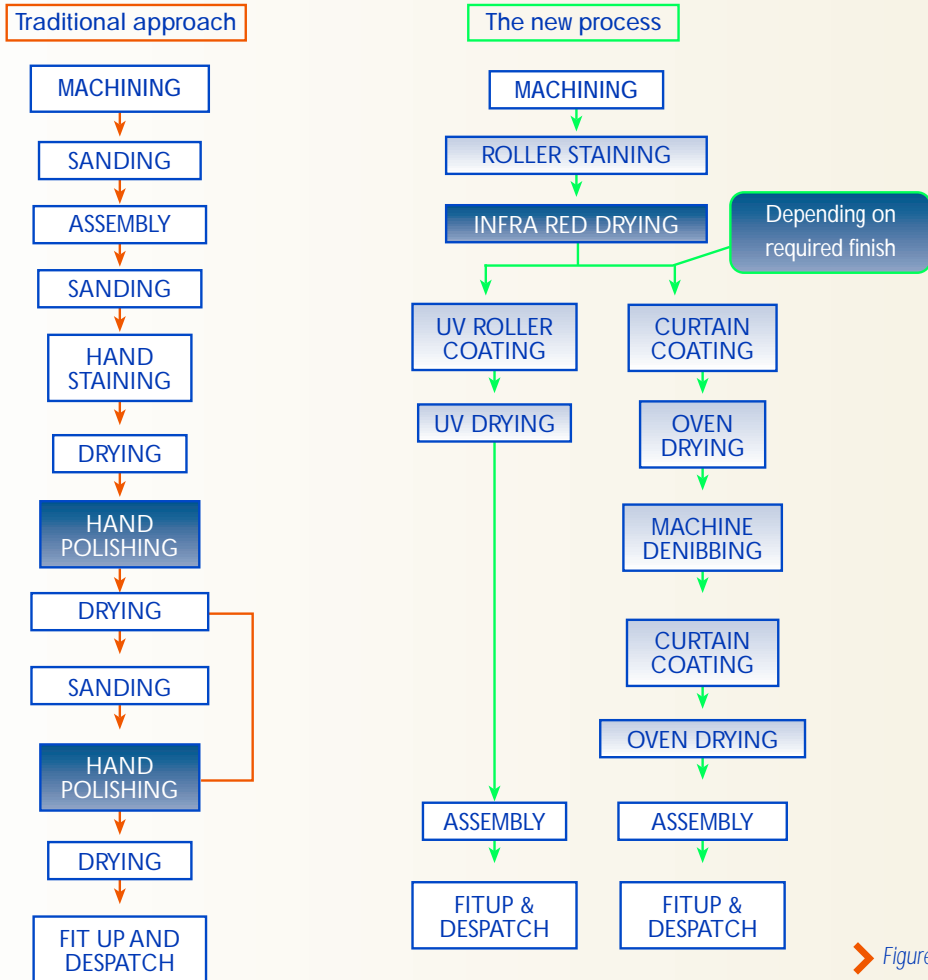 Traditional approach
MACHINING
SANDING
ASSEMBLY
SANDING
HAND
STAINING
DRYING
HAND
POLISHING
DRYING
SANDING
HAND
POLISHING
DRYING
FIT UP AND
DESPATCH
The new process
MACHINING
ROLLER STAINING
INFRA RED DRYING
Depending on
required finish
UV ROLLER
COATING
UV DRYING
ASSEMBLY
FITUP &
DESPATCH
CURTAIN
COATING
OVEN
DRYING
MACHINE
DENIBBING
CURTAIN
COATING
OVEN DRYING
ASSEMBLY
FITUP &
DESPATCH
Figure